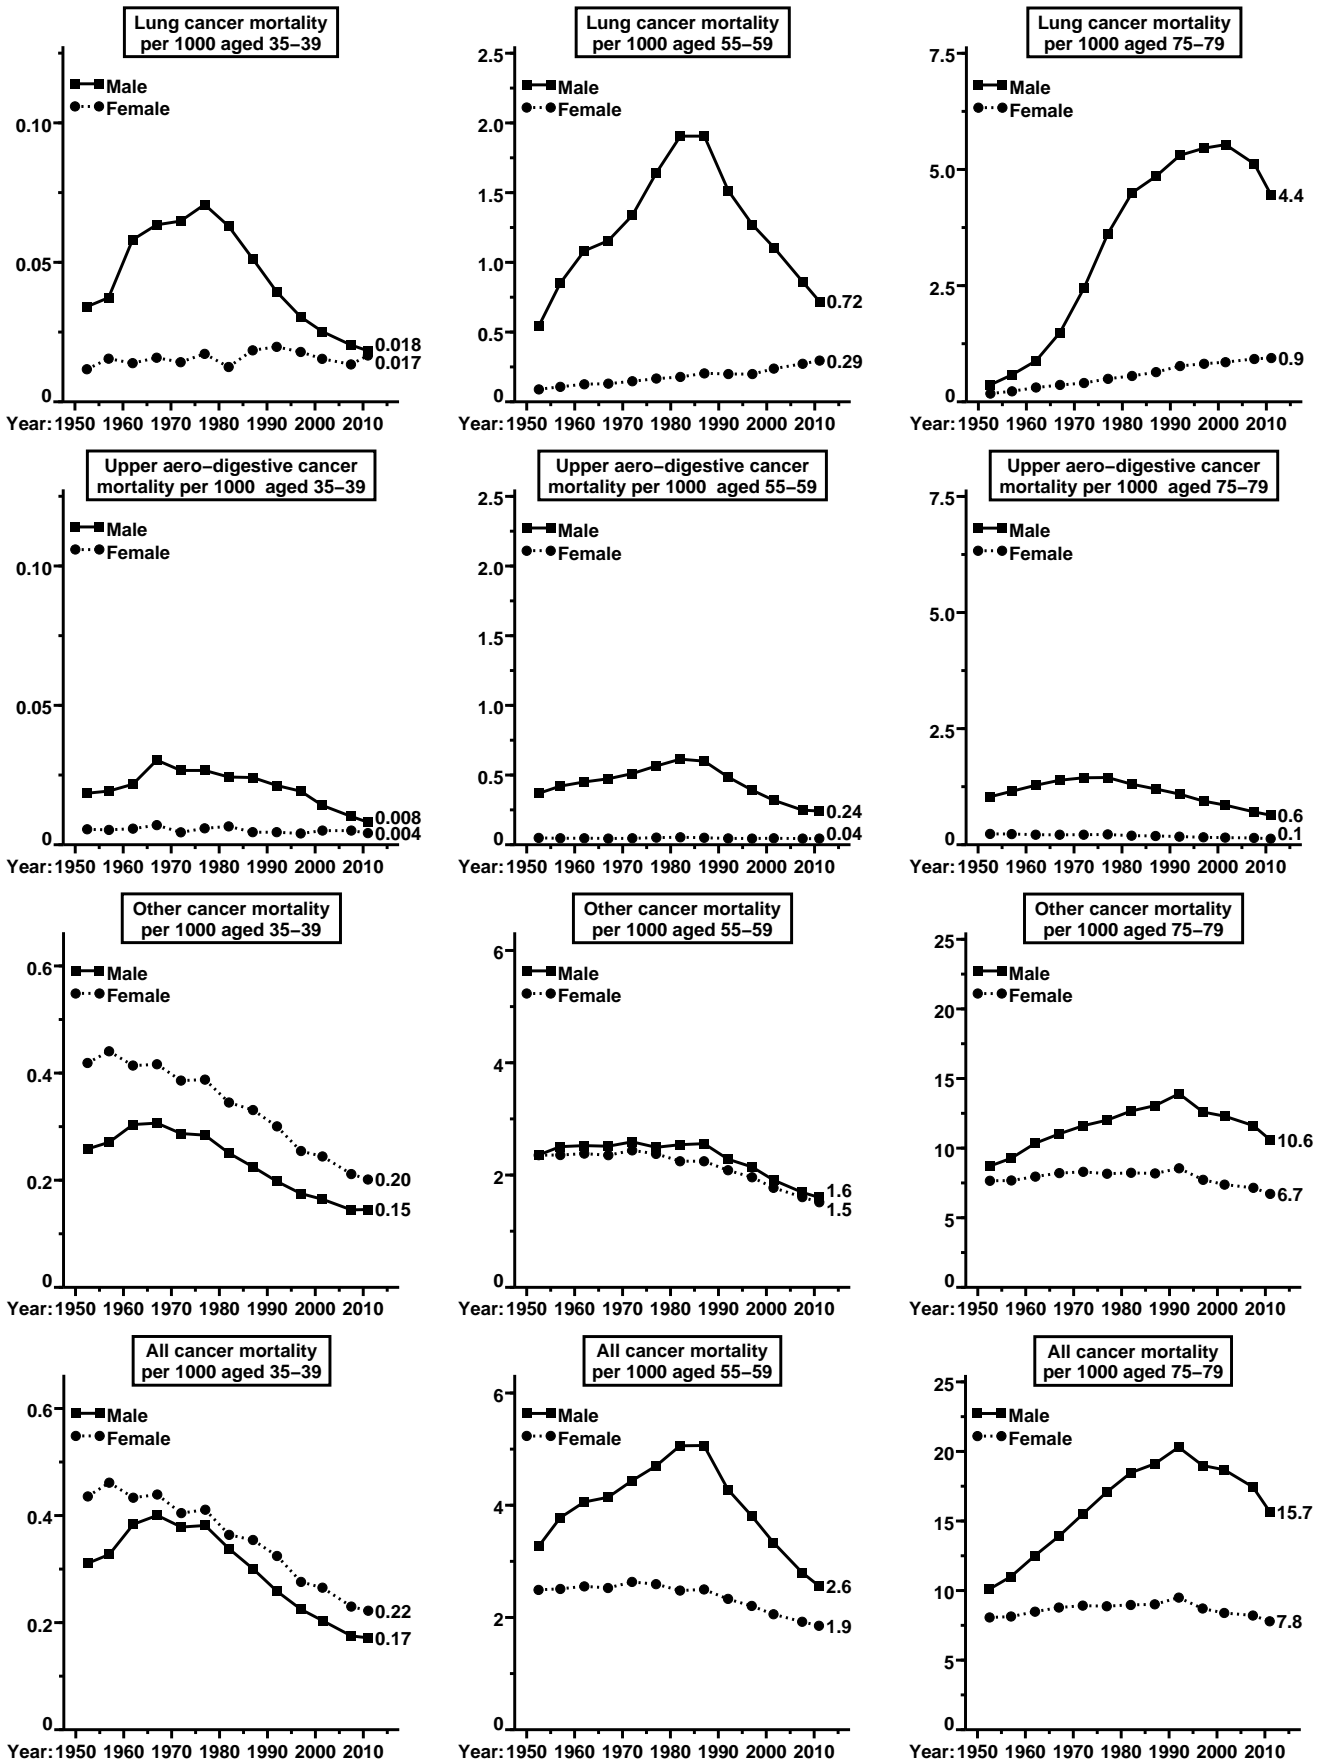 Lung cancer mortality
per 1000 aged 35–39
Male
Female
0.10
0.05
0
0.018
0.017
Year: 1950 1960 1970 1980 1990 2000 2010
Lung cancer mortality
per 1000 aged 55–59
2.5
Male
Female
2.0
1.5
1.0
0.5
0
0.72
0.29
Year: 1950 1960 1970 1980 1990 2000 2010
Lung cancer mortality
per 1000 aged 75–79
7.5
Male
Female
5.0
2.5
0
4.4
0.9
Year: 1950 1960 1970 1980 1990 2000 2010
Upper aero–digestive cancer
mortality per 1000 aged 35–39
Male
Female
0.10
0.05
0
0.008
0.004
Year: 1950 1960 1970 1980 1990 2000 2010
Upper aero–digestive cancer
mortality per 1000 aged 55–59
2.5
Male
Female
2.0
1.5
1.0
0.5
0
0.24
0.04
Year: 1950 1960 1970 1980 1990 2000 2010
Upper aero–digestive cancer
mortality per 1000 aged 75–79
7.5
Male
Female
5.0
2.5
0
0.6
0.1
Year: 1950 1960 1970 1980 1990 2000 2010
Other cancer mortality
per 1000 aged 35–39
0.6
Male
Female
0.4
0.2
0
0.20
0.15
Year: 1950 1960 1970 1980 1990 2000 2010
Other cancer mortality
per 1000 aged 55–59
6
Male
Female
4
2
0
1.6
1.5
Year: 1950 1960 1970 1980 1990 2000 2010
Other cancer mortality
per 1000 aged 75–79
25
Male
Female
20
15
10
5
0
10.6
6.7
Year: 1950 1960 1970 1980 1990 2000 2010
All cancer mortality
per 1000 aged 35–39
0.6
Male
Female
0.4
0.2
0
0.22
0.17
Year: 1950 1960 1970 1980 1990 2000 2010
All cancer mortality
per 1000 aged 55–59
6
Male
Female
4
2
0
2.6
1.9
Year: 1950 1960 1970 1980 1990 2000 2010
All cancer mortality
per 1000 aged 75–79
25
Male
Female
20
15
10
5
0
15.7
7.8
Year: 1950 1960 1970 1980 1990 2000 2010